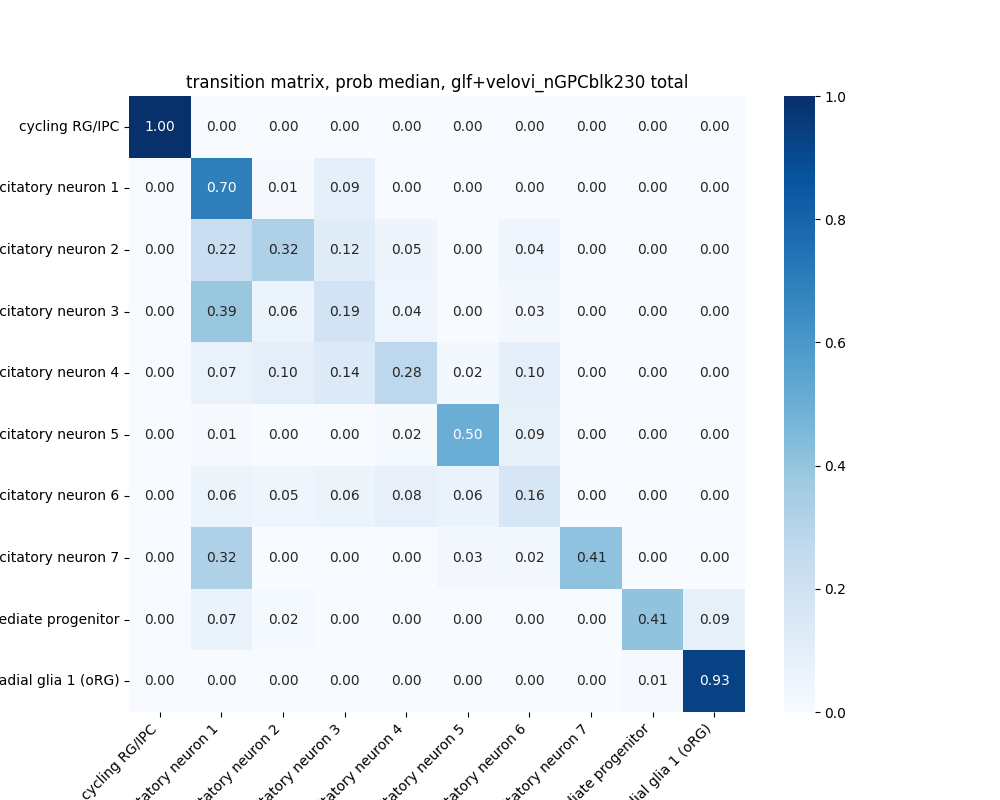 transition matrix, prob median, glf+velovi_nGPCblk230 total
cycling RG/IPC 1.00 0.00 0.00 0.00 0.00 0.00 0.00 0.00 0.00 0.00
citatory neuron 1 0.00 0.70 0.01 0.09 0.00 0.00 0.00 0.00 0.00 0.00
citatory neuron 2 0.00 0.22 0.32 0.12 0.05 0.00 0.04 0.00 0.00 0.00
citatory neuron 3 0.00 0.39 0.06 0.19 0.04 0.00 0.03 0.00 0.00 0.00
citatory neuron 4 0.00 0.07 0.10 0.14 0.28 0.02 0.10 0.00 0.00 0.00
citatory neuron 5 0.00 0.01 0.00 0.00 0.02 0.50 0.09 0.00 0.00 0.00
citatory neuron 6 0.00 0.06 0.05 0.06 0.08 0.06 0.16 0.00 0.00 0.00
citatory neuron 7 0.00 0.32 0.00 0.00 0.00 0.03 0.02 0.41 0.00 0.00
ediate progenitor 0.00 0.07 0.02 0.00 0.00 0.00 0.00 0.00 0.41 0.09
adial glia 1 (oRG) 0.00 0.00 0.00 0.00 0.00 0.00 0.00 0.00 0.01 0.93
cycling RG/IPC
tatory neuron 1
tatory neuron 2
tatory neuron 3
tatory neuron 4
tatory neuron 5
tatory neuron 6
tatory neuron 7
diate progenitor
dial glia 1 (oRG)
1.0
0.8
0.6
0.4
0.2
0.0